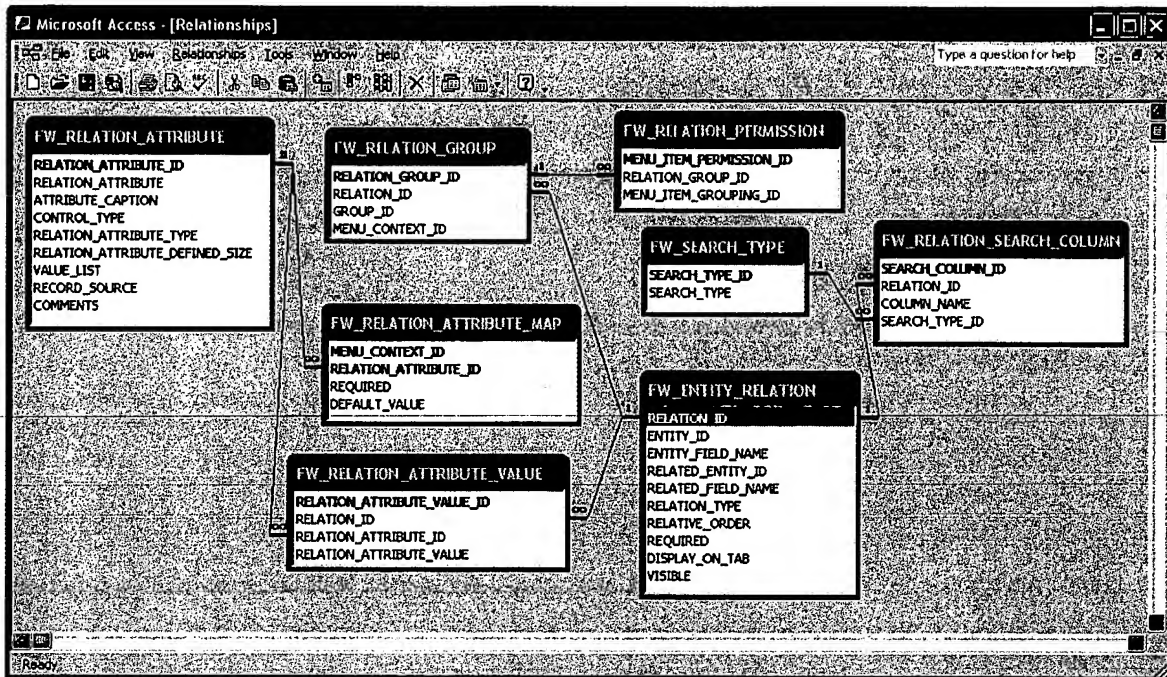 Microsoft Access - [Relationships]
File Edit View Relationships Tools Window Help
Type a question for help
FW_RELATION_ATTRIBUTE
RELATION_ATTRIBUTE_ID
RELATION_ATTRIBUTE
ATTRIBUTE_CAPTION
CONTROL_TYPE
RELATION_ATTRIBUTE_TYPE
RELATION_ATTRIBUTE_DEFINED_SIZE
VALUE_LIST
RECORD_SOURCE
COMMENTS
FW_RELATION_GROUP
RELATION_GROUP_ID
RELATION_ID
GROUP_ID
MENU_CONTEXT_ID
FW_RELATION_PERMISSION
MENU_ITEM_PERMISSION_ID
RELATION_GROUP_ID
MENU_ITEM_GROUPING_ID
FW_SEARCH_TYPE
SEARCH_TYPE_ID
SEARCH_TYPE
FW_RELATION_SEARCH_COLUMN
SEARCH_COLUMN_ID
RELATION_ID
COLUMN_NAME
SEARCH_TYPE_ID
FW_RELATION_ATTRIBUTE_MAP
MENU_CONTEXT_ID
RELATION_ATTRIBUTE_ID
REQUIRED
DEFAULT_VALUE
FW_ENTITY_RELATION
RELATION_ID
ENTITY_ID
ENTITY_FIELD_NAME
RELATED_ENTITY_ID
RELATED_FIELD_NAME
RELATION_TYPE
RELATIVE_ORDER
REQUIRED
DISPLAY_ON_TAB
VISIBLE
FW_RELATION_ATTRIBUTE_VALUE
RELATION_ATTRIBUTE_VALUE_ID
RELATION_ID
RELATION_ATTRIBUTE_ID
RELATION_ATTRIBUTE_VALUE
Ready